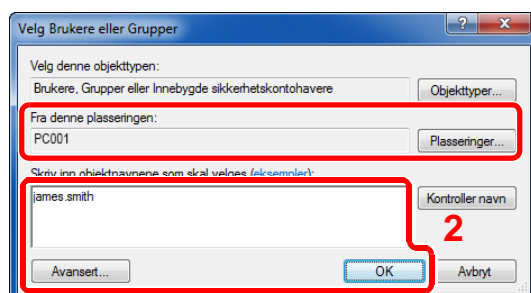 Velg Brukere eller Grupper
Velg denne objekttypen:
Brukere, Grupper eller Innebygde sikkerhetskontohavere
Objekttyper...
Fra denne plasseringen:
PC001
Plasseringer...
Skriv inn objektnavnene som skal velges (eksempler):
james.smith
Kontroller navn
2
Avansert...
OK
Avbryt